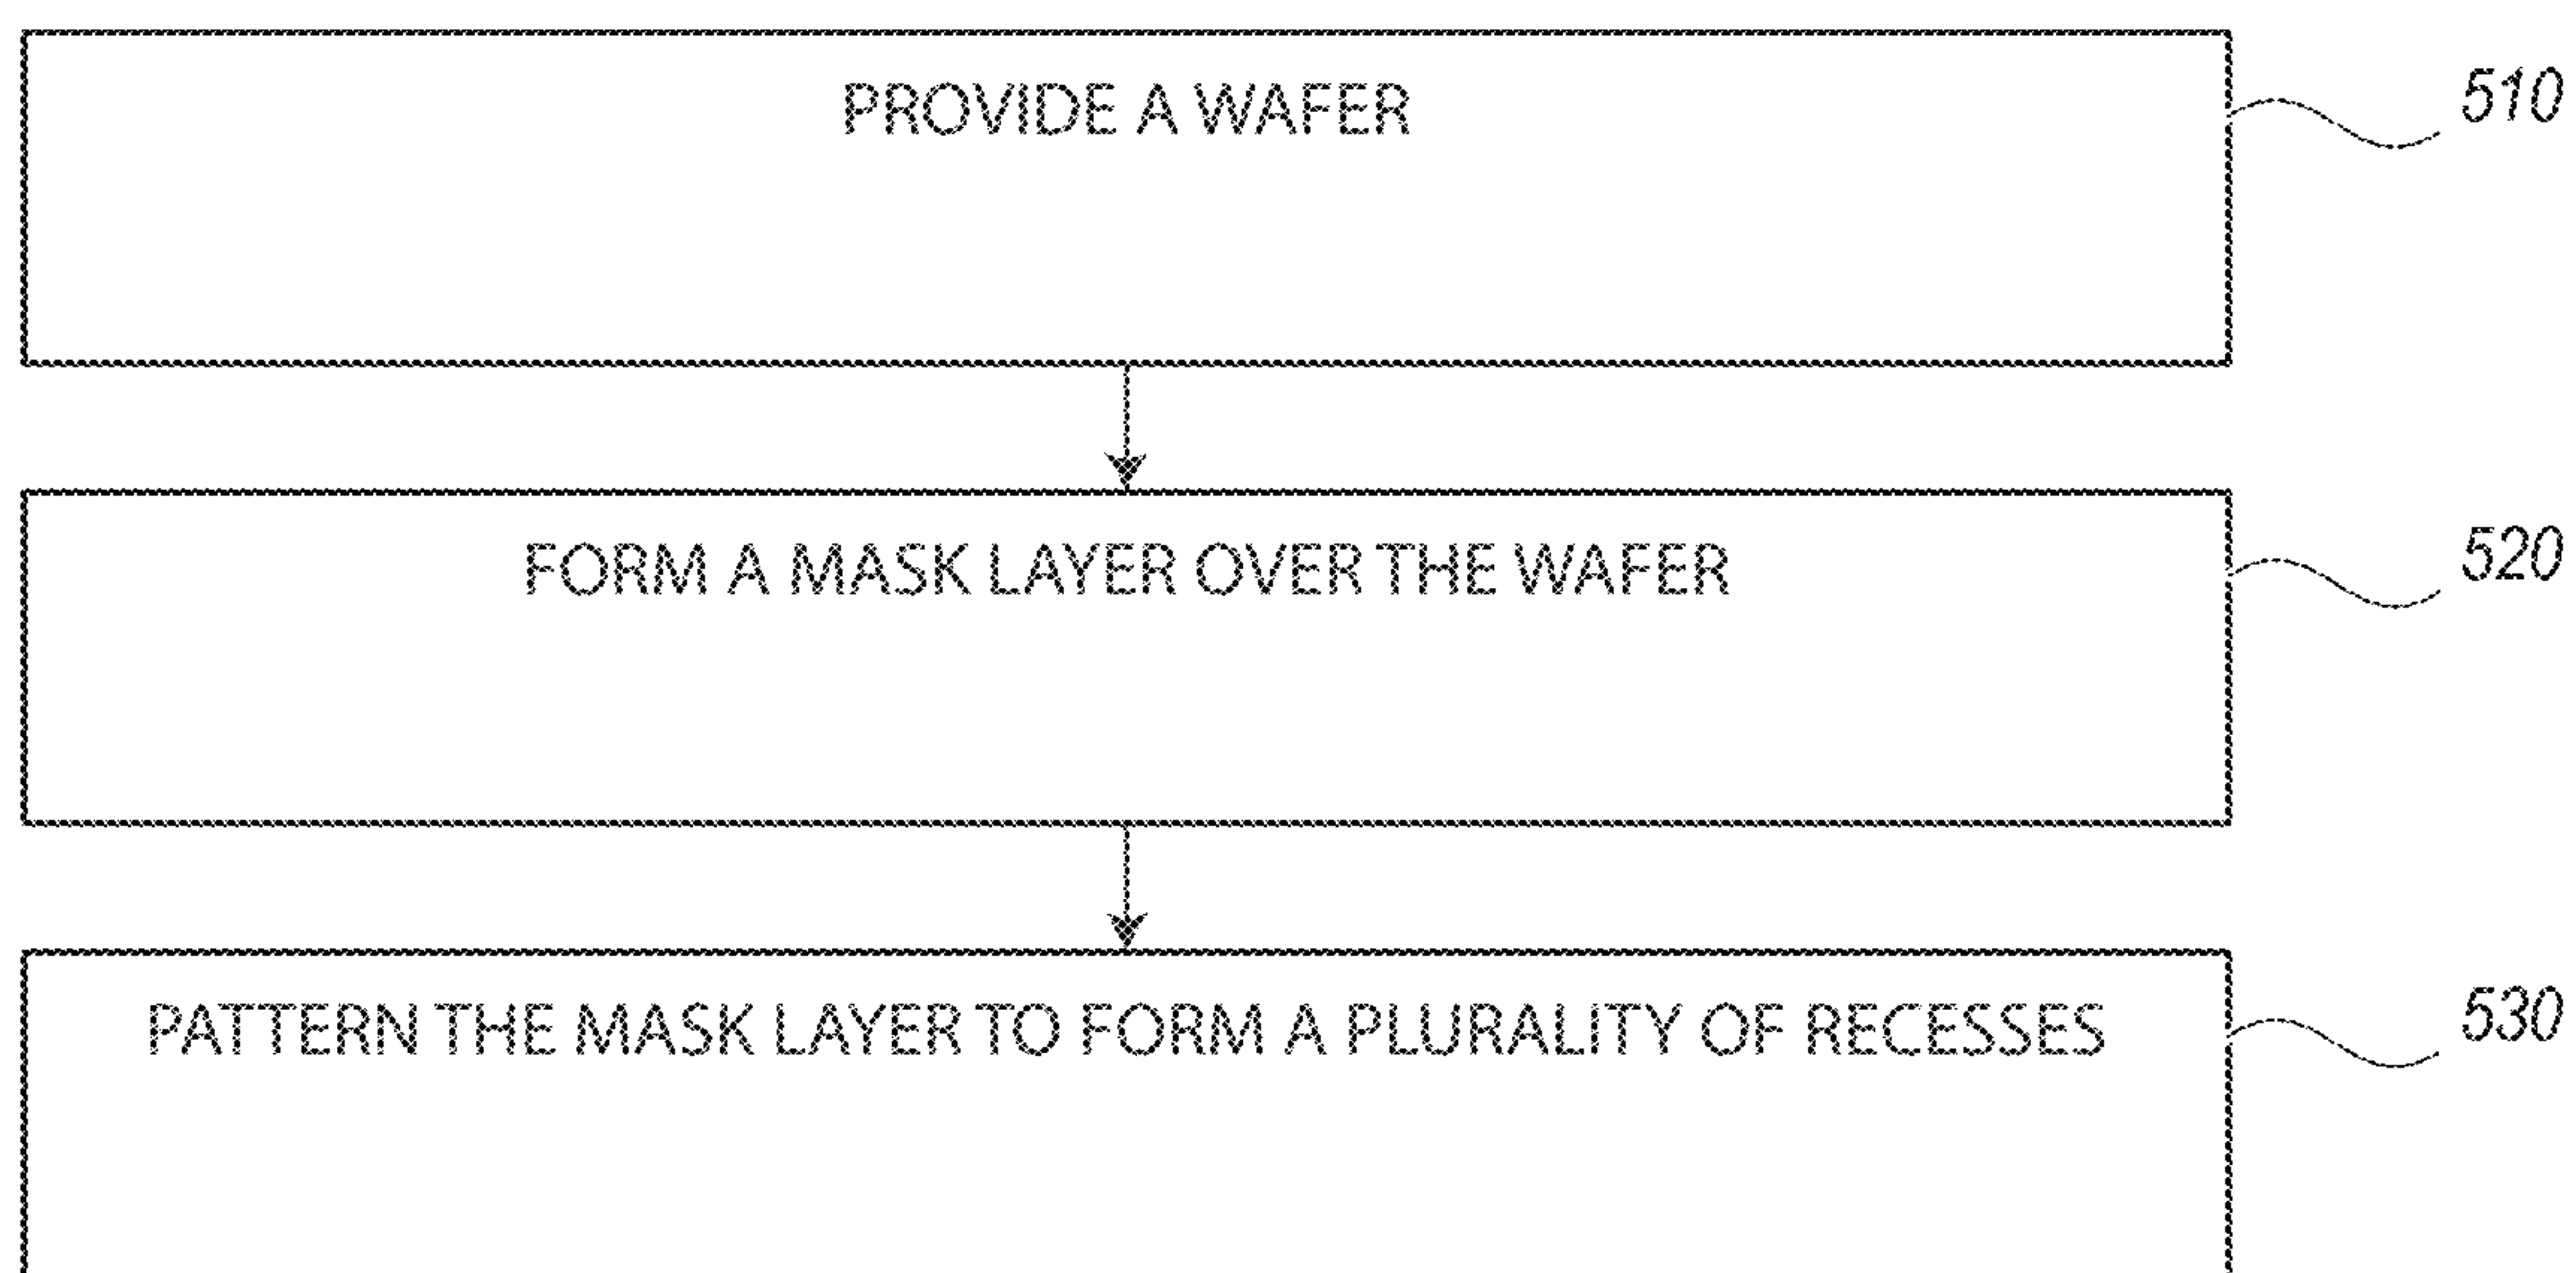 PROVIDE A WAFER
510
FORM A MASK LAYER OVER THE WAFER
520
PATTERN THE MASK LAYER TO FORM A PLURALITY OF RECESSES
530